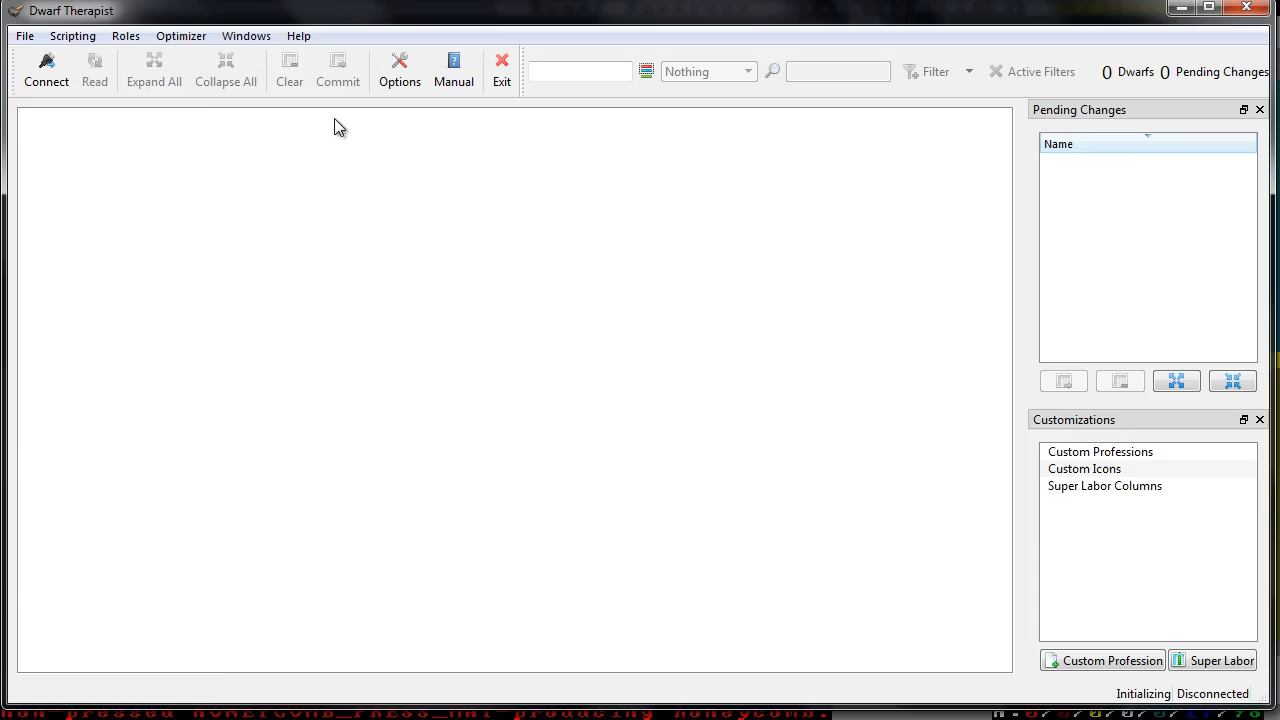 Dwarf Therapist
File Scripting Roles Optimizer Windows Help
Connect Read Expand All Collapse All Clear Commit Options Manual Exit Nothing Filter Active Filters 0 Dwarfs 0 Pending Changes
Pending Changes
Name
Customizations
Custom Professions
Custom Icons
Super Labor Columns
Custom Profession Super Labor
Initializing Disconnected